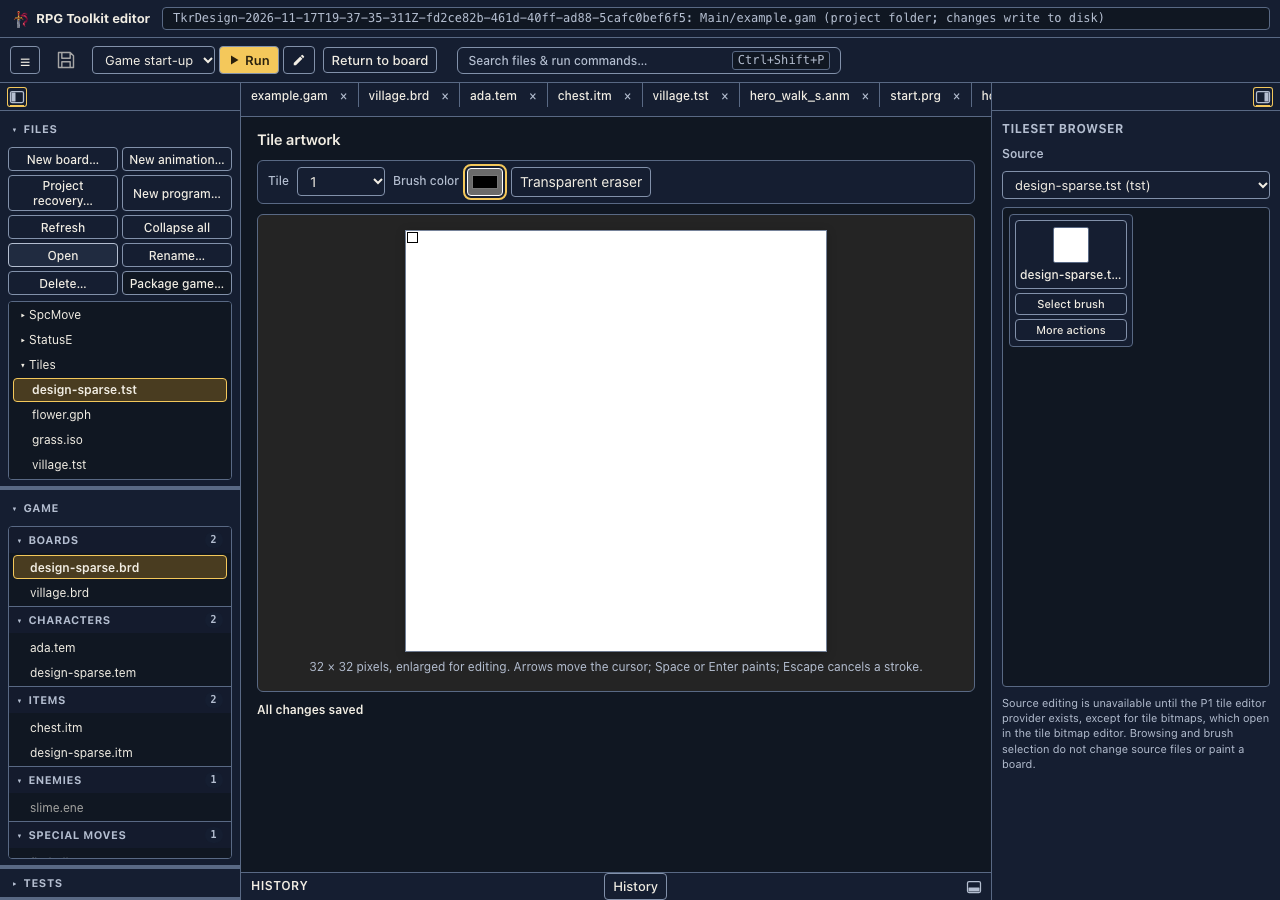 RPG Toolkit editor
TkrDesign-2026-11-17T19-37-35-311Z-fd2ce82b-461d-40ff-ad88-5cafc0bef6f5: Main/example.gam (project folder; changes write to disk)
Game start-up
Run
Return to board
Search files & run commands...
Ctrl+Shift+P
FILES
New board...
New animation...
Project recovery...
New program...
Refresh
Collapse all
Open
Rename...
Delete...
Package game...
SpcMove
StatusE
Tiles
design-sparse.tst
flower.gph
grass.iso
village.tst
GAME
BOARDS 2
design-sparse.brd
village.brd
CHARACTERS 2
ada.tem
design-sparse.tem
ITEMS 2
chest.itm
design-sparse.itm
ENEMIES 1
slime.ene
SPECIAL MOVES 1
TESTS
example.gam ×
village.brd ×
ada.tem ×
chest.itm ×
village.tst ×
hero_walk_s.anm ×
start.prg ×
Tile artwork
Tile 1
Brush color
Transparent eraser
32 × 32 pixels, enlarged for editing. Arrows move the cursor; Space or Enter paints; Escape cancels a stroke.
All changes saved
HISTORY
History
TILESET BROWSER
Source
design-sparse.tst (tst)
design-sparse.t...
Select brush
More actions
Source editing is unavailable until the P1 tile editor
provider exists, except for tile bitmaps, which open
in the tile bitmap editor. Browsing and brush
selection do not change source files or paint a
board.